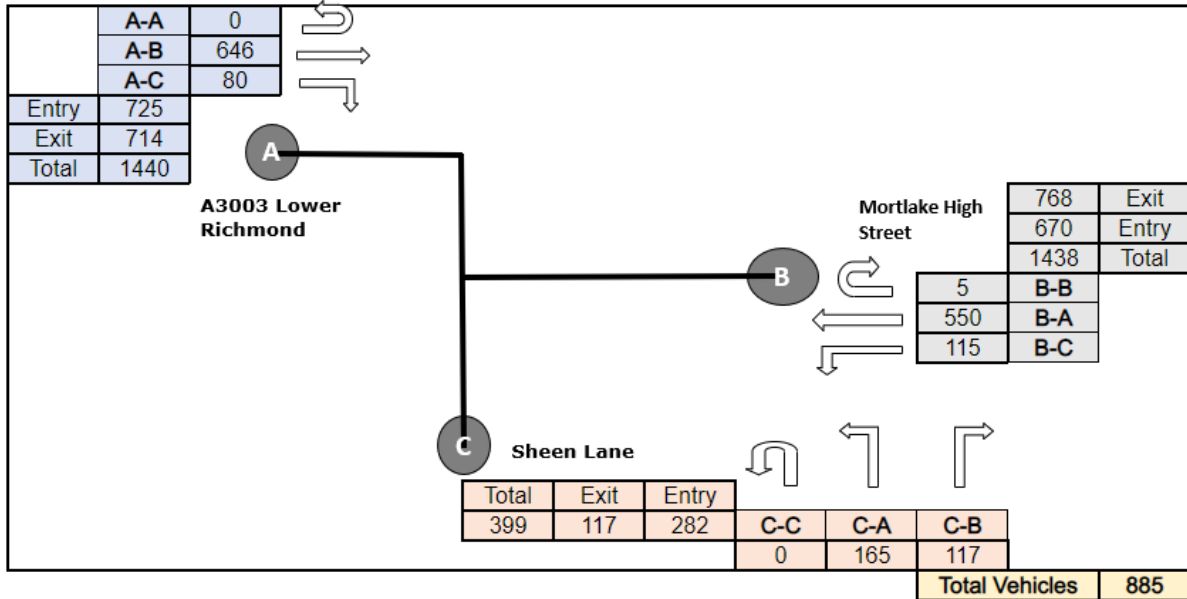 A-A 0
A-B 646
A-C 80
Entry 725
Exit 714
Total 1440
A
A3003 Lower
Richmond
Mortlake High
Street
768 Exit
670 Entry
1438 Total
B
5 B-B
550 B-A
115 B-C
C
Sheen Lane
Total Exit Entry
399 117 282
C-C C-A C-B
0 165 117
Total Vehicles 885